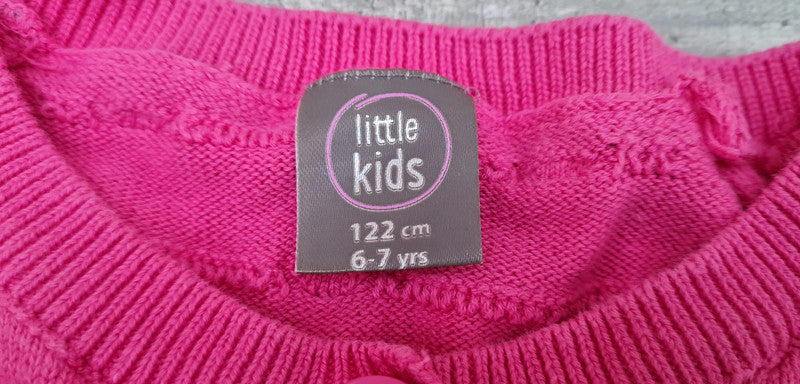 little
kids
122 cm
6-7 yrs